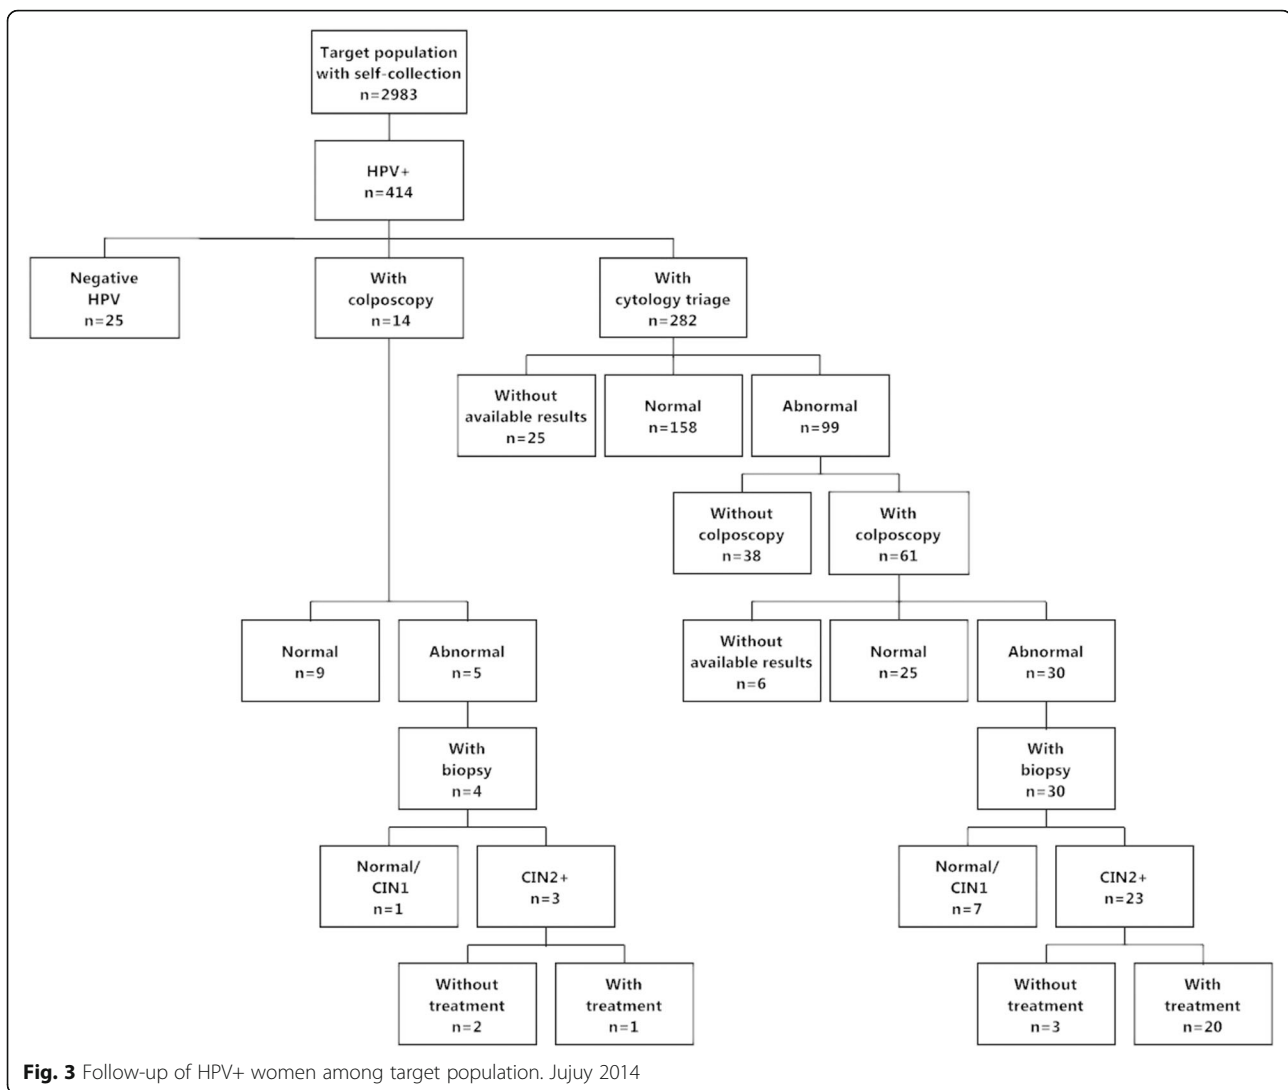 Target population
with self-collection
n=2983
HPV+
n=414
Negative
HPV
n=25
With
colposcopy
n=14
With
cytology triage
n=282
Without
available results
n=25
Normal
n=158
Abnormal
n=99
Without
colposcopy
n=38
With
colposcopy
n=61
Normal
n=9
Abnormal
n=5
Without
available results
n=6
Normal
n=25
Abnormal
n=30
With
biopsy
n=4
With
biopsy
n=30
Normal/
CIN1
n=1
CIN2+
n=3
Normal/
CIN1
n=7
CIN2+
n=23
Without
treatment
n=2
With
treatment
n=1
Without
treatment
n=3
With
treatment
n=20
Fig. 3 Follow-up of HPV+ women among target population. Jujuy 2014